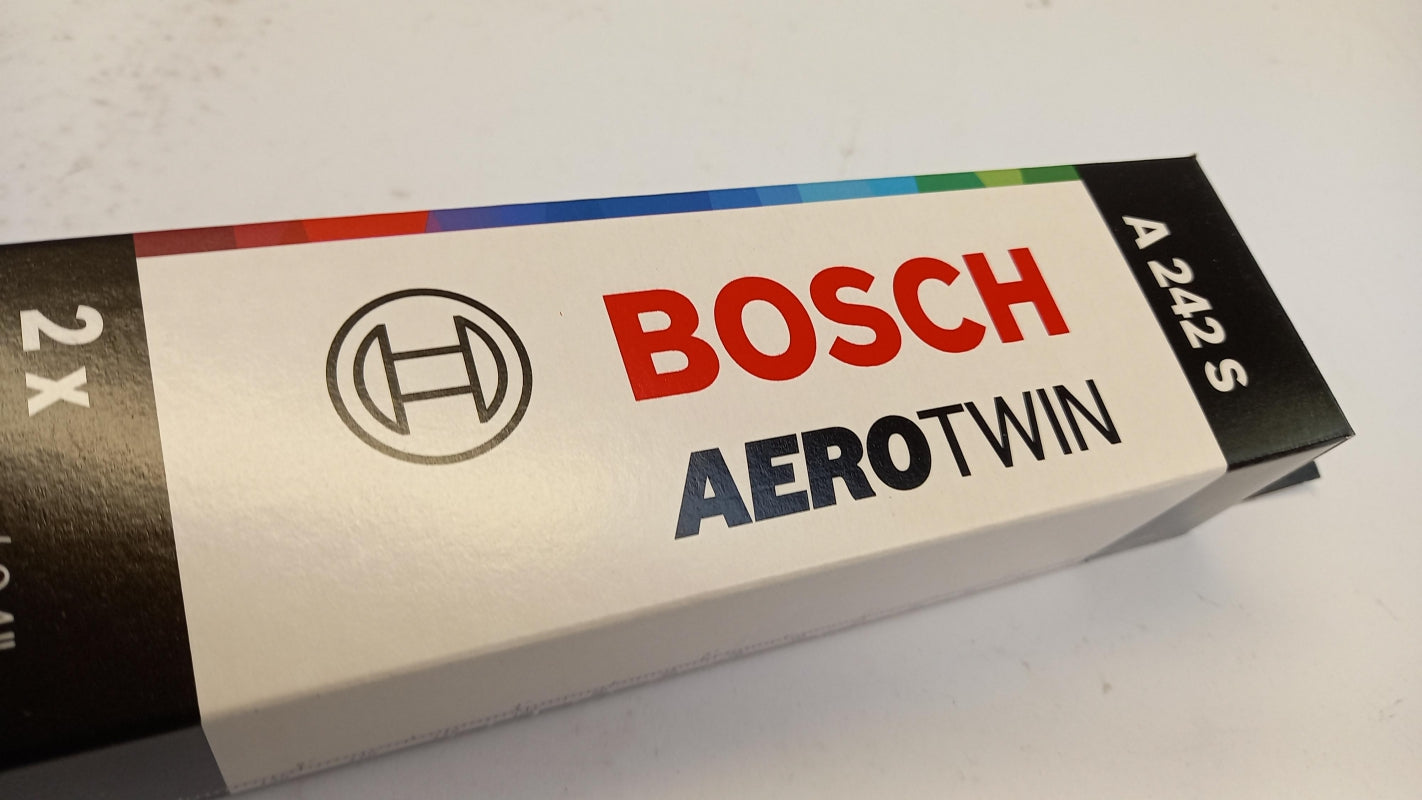 2 x
BOSCH
AEROTWIN
A 242 S